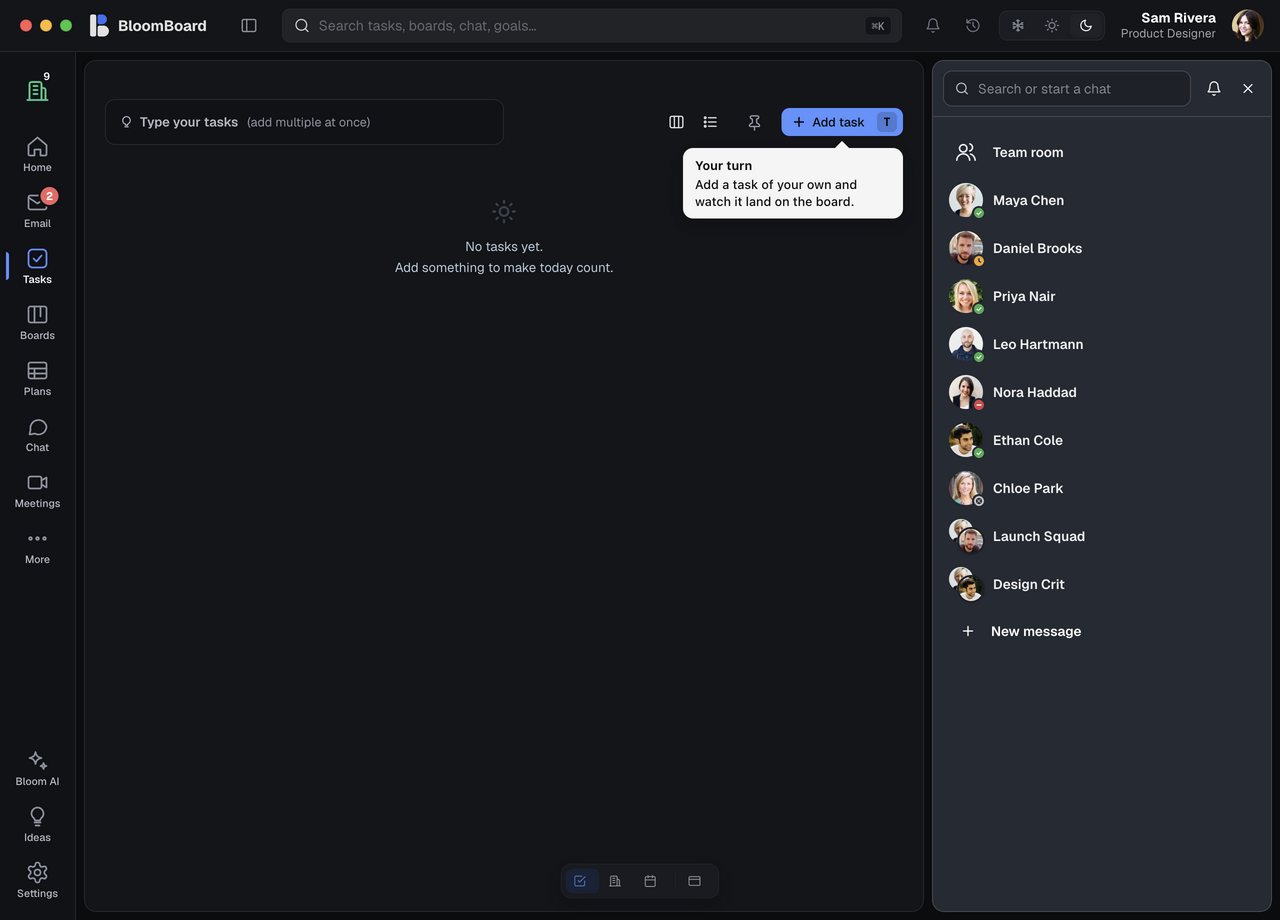 BloomBoard
Search tasks, boards, chat, goals...
⌘K
Sam Rivera
Product Designer
9
Home
2
Email
Tasks
Boards
Plans
Chat
Meetings
More
Bloom AI
Ideas
Settings
Type your tasks (add multiple at once)
Add task T
Your turn
Add a task of your own and
watch it land on the board.
No tasks yet.
Add something to make today count.
Search or start a chat
Team room
Maya Chen
Daniel Brooks
Priya Nair
Leo Hartmann
Nora Haddad
Ethan Cole
Chloe Park
Launch Squad
Design Crit
New message